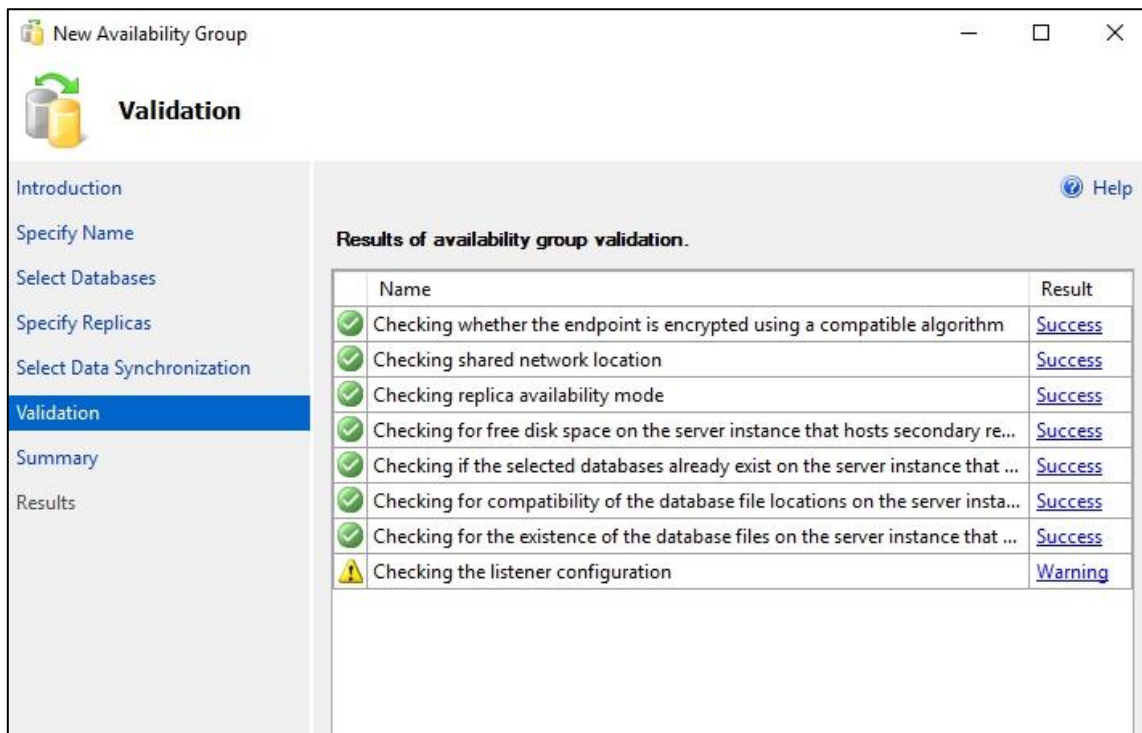 New Availability Group
Validation
Introduction
Specify Name
Select Databases
Specify Replicas
Select Data Synchronization
Validation
Summary
Results
Help
Results of availability group validation.
Name Result
Checking whether the endpoint is encrypted using a compatible algorithm Success
Checking shared network location Success
Checking replica availability mode Success
Checking for free disk space on the server instance that hosts secondary re... Success
Checking if the selected databases already exist on the server instance that ... Success
Checking for compatibility of the database file locations on the server insta... Success
Checking for the existence of the database files on the server instance that ... Success
Checking the listener configuration Warning